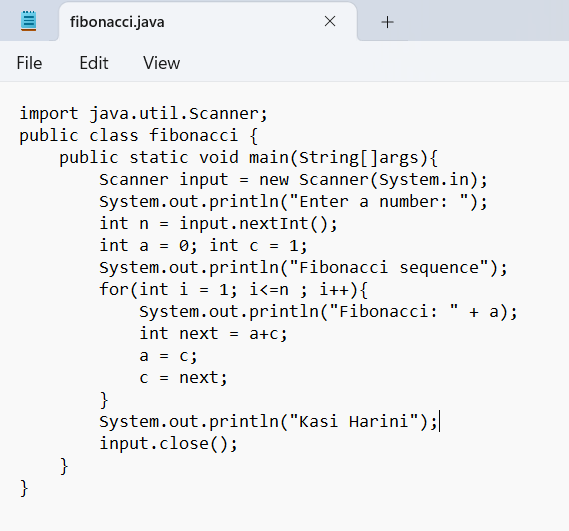 fibonacci.java
File Edit View
import java.util.Scanner;
public class fibonacci {
    public static void main(String[]args){
        Scanner input = new Scanner(System.in);
        System.out.println("Enter a number: ");
        int n = input.nextInt();
        int a = 0; int c = 1;
        System.out.println("Fibonacci sequence");
        for(int i = 1; i<=n ; i++){
            System.out.println("Fibonacci: " + a);
            int next = a+c;
            a = c;
            c = next;
        }
        System.out.println("Kasi Harini");
        input.close();
    }
}